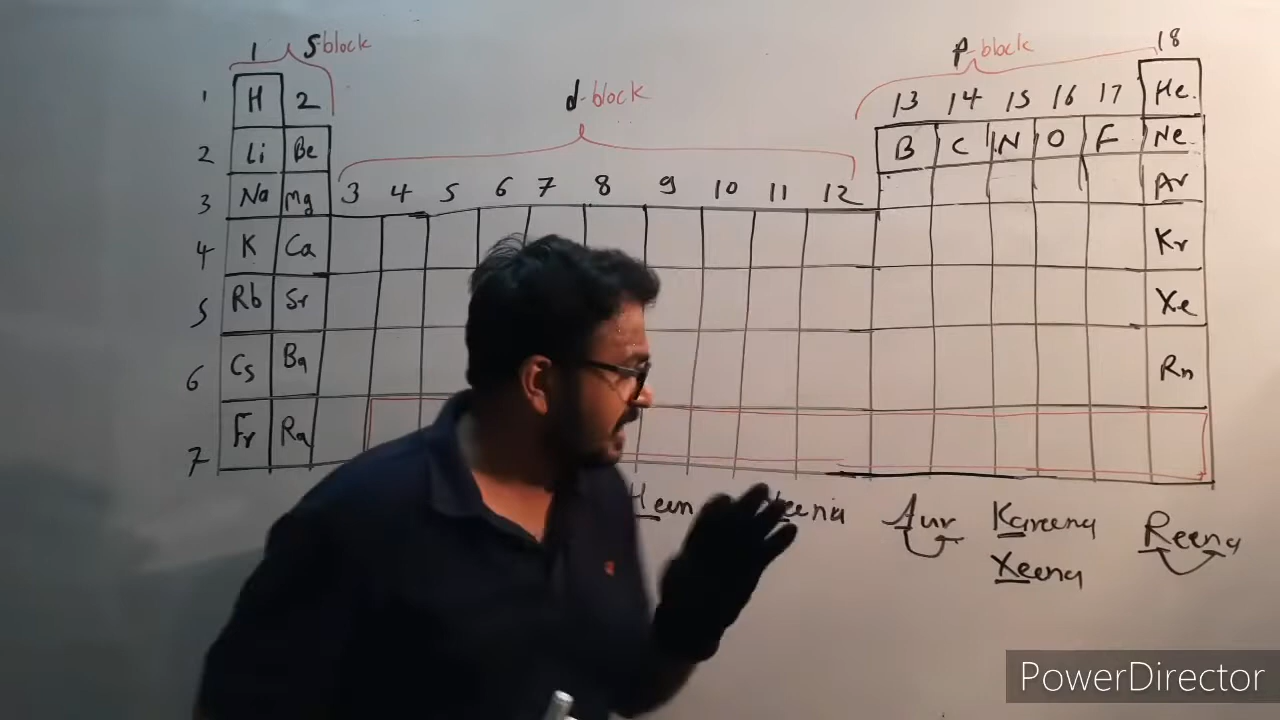 1 S-block p-block 18
1 H 2 d-block 13 14 15 16 17 He
2 Li Be B C N O F Ne
3 Na Mg 3 4 5 6 7 8 9 10 11 12 Ar
4 K Ca Kr
5 Rb Sr Xe
6 Cs Ba Rn
7 Fr Ra
Heen Aur Kareena Reena
Xeena
PowerDirector